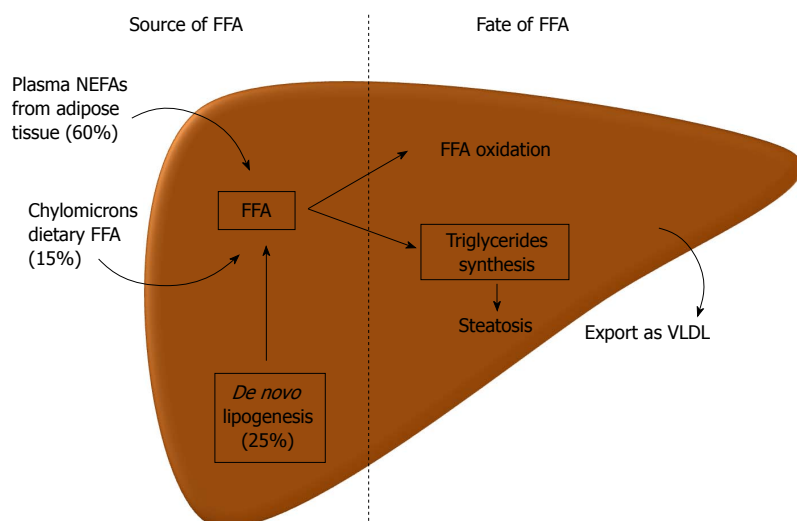 Source of FFA
Fate of FFA
Plasma NEFAs
from adipose
tissue (60%)
FFA oxidation
Chylomicrons
dietary FFA
(15%)
FFA
Triglycerides
synthesis
Steatosis
Export as VLDL
De novo
lipogenesis
(25%)